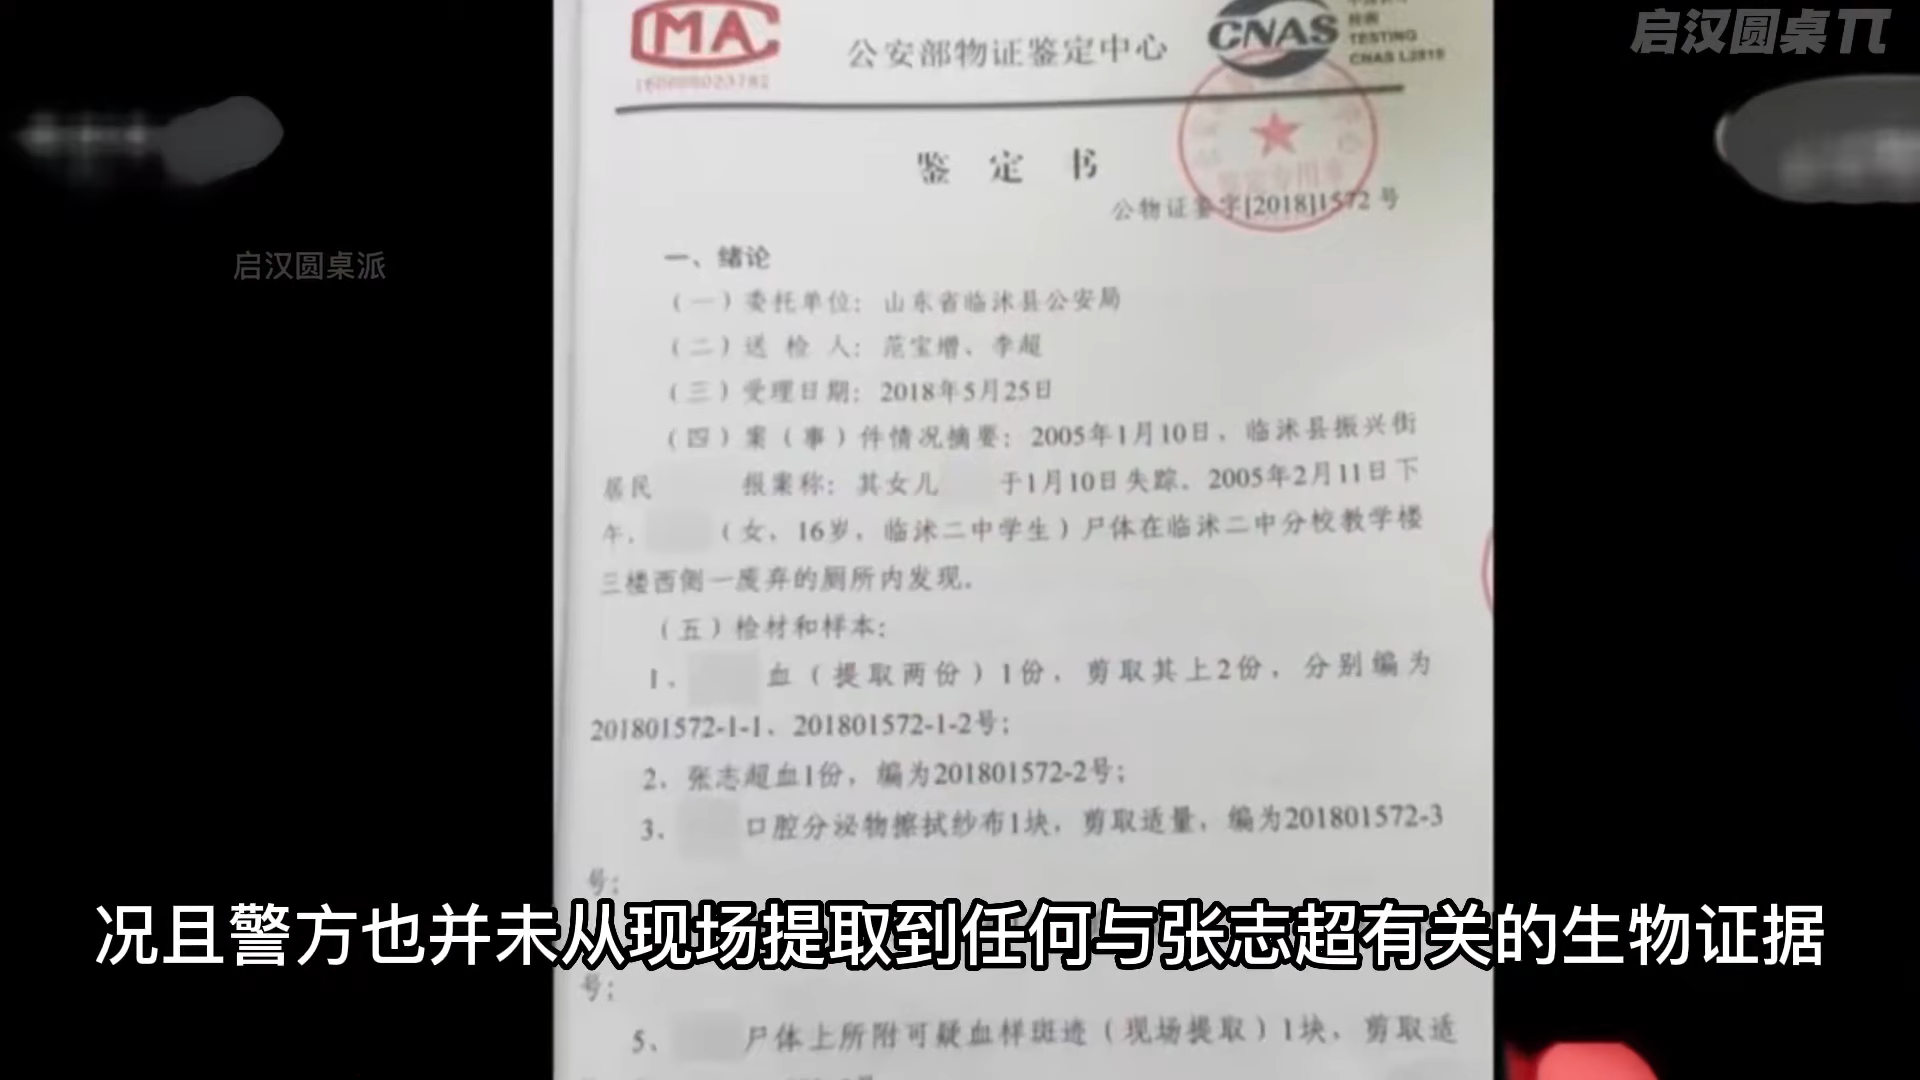 启汉圆桌π
MA
CNAS
TESTING
公安部物证鉴定中心
鉴 定 书
公物证鉴字[2018]1572 号
启汉圆桌派
一、绪论
（一）委托单位：山东省临沭县公安局
（二）送 检 人：范宝增、李超
（三）受理日期：2018年5月25日
（四）案（事）件情况摘要：2005年1月10日，临沭县振兴街
居民 报案称：其女儿 于1月10日失踪。2005年2月11日下
午， （女，16岁，临沭二中学生）尸体在临沭二中分校教学楼
三楼西侧一废弃的厕所内发现。
（五）检材和样本：
1、 血（提取两份）1份，剪取其上2份，分别编为
201801572-1-1、201801572-1-2号；
2、张志超血1份，编为201801572-2号；
3、 口腔分泌物擦拭纱布1块，剪取适量，编为201801572-3
号；
况且警方也并未从现场提取到任何与张志超有关的生物证据
号；
5、 尸体上所附可疑血样斑迹（现场提取）1块，剪取适